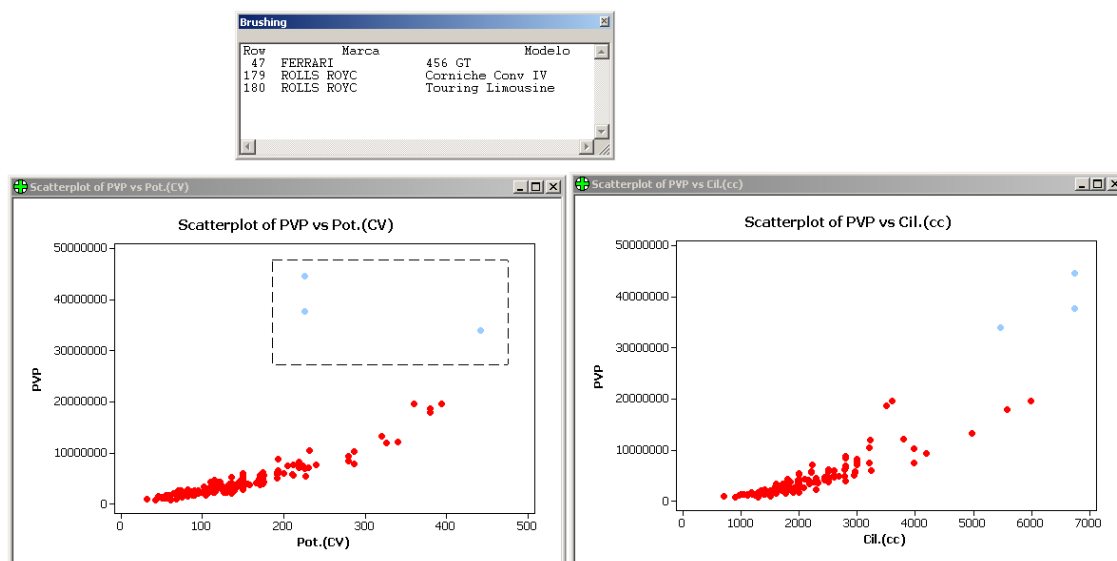 Brushing
Row Marca Modelo
47 FERRARI 456 GT
179 ROLLS ROYC Corniche Conv IV
180 ROLLS ROYC Touring Limousine
Scatterplot of PVP vs Pot.(CV)
Scatterplot of PVP vs Pot.(CV)
50000000
40000000
30000000
20000000
10000000
0
PVP
0 100 200 300 400 500
Pot.(CV)
Scatterplot of PVP vs Cil.(cc)
Scatterplot of PVP vs Cil.(cc)
50000000
40000000
30000000
20000000
10000000
0
PVP
0 1000 2000 3000 4000 5000 6000 7000
Cil.(cc)